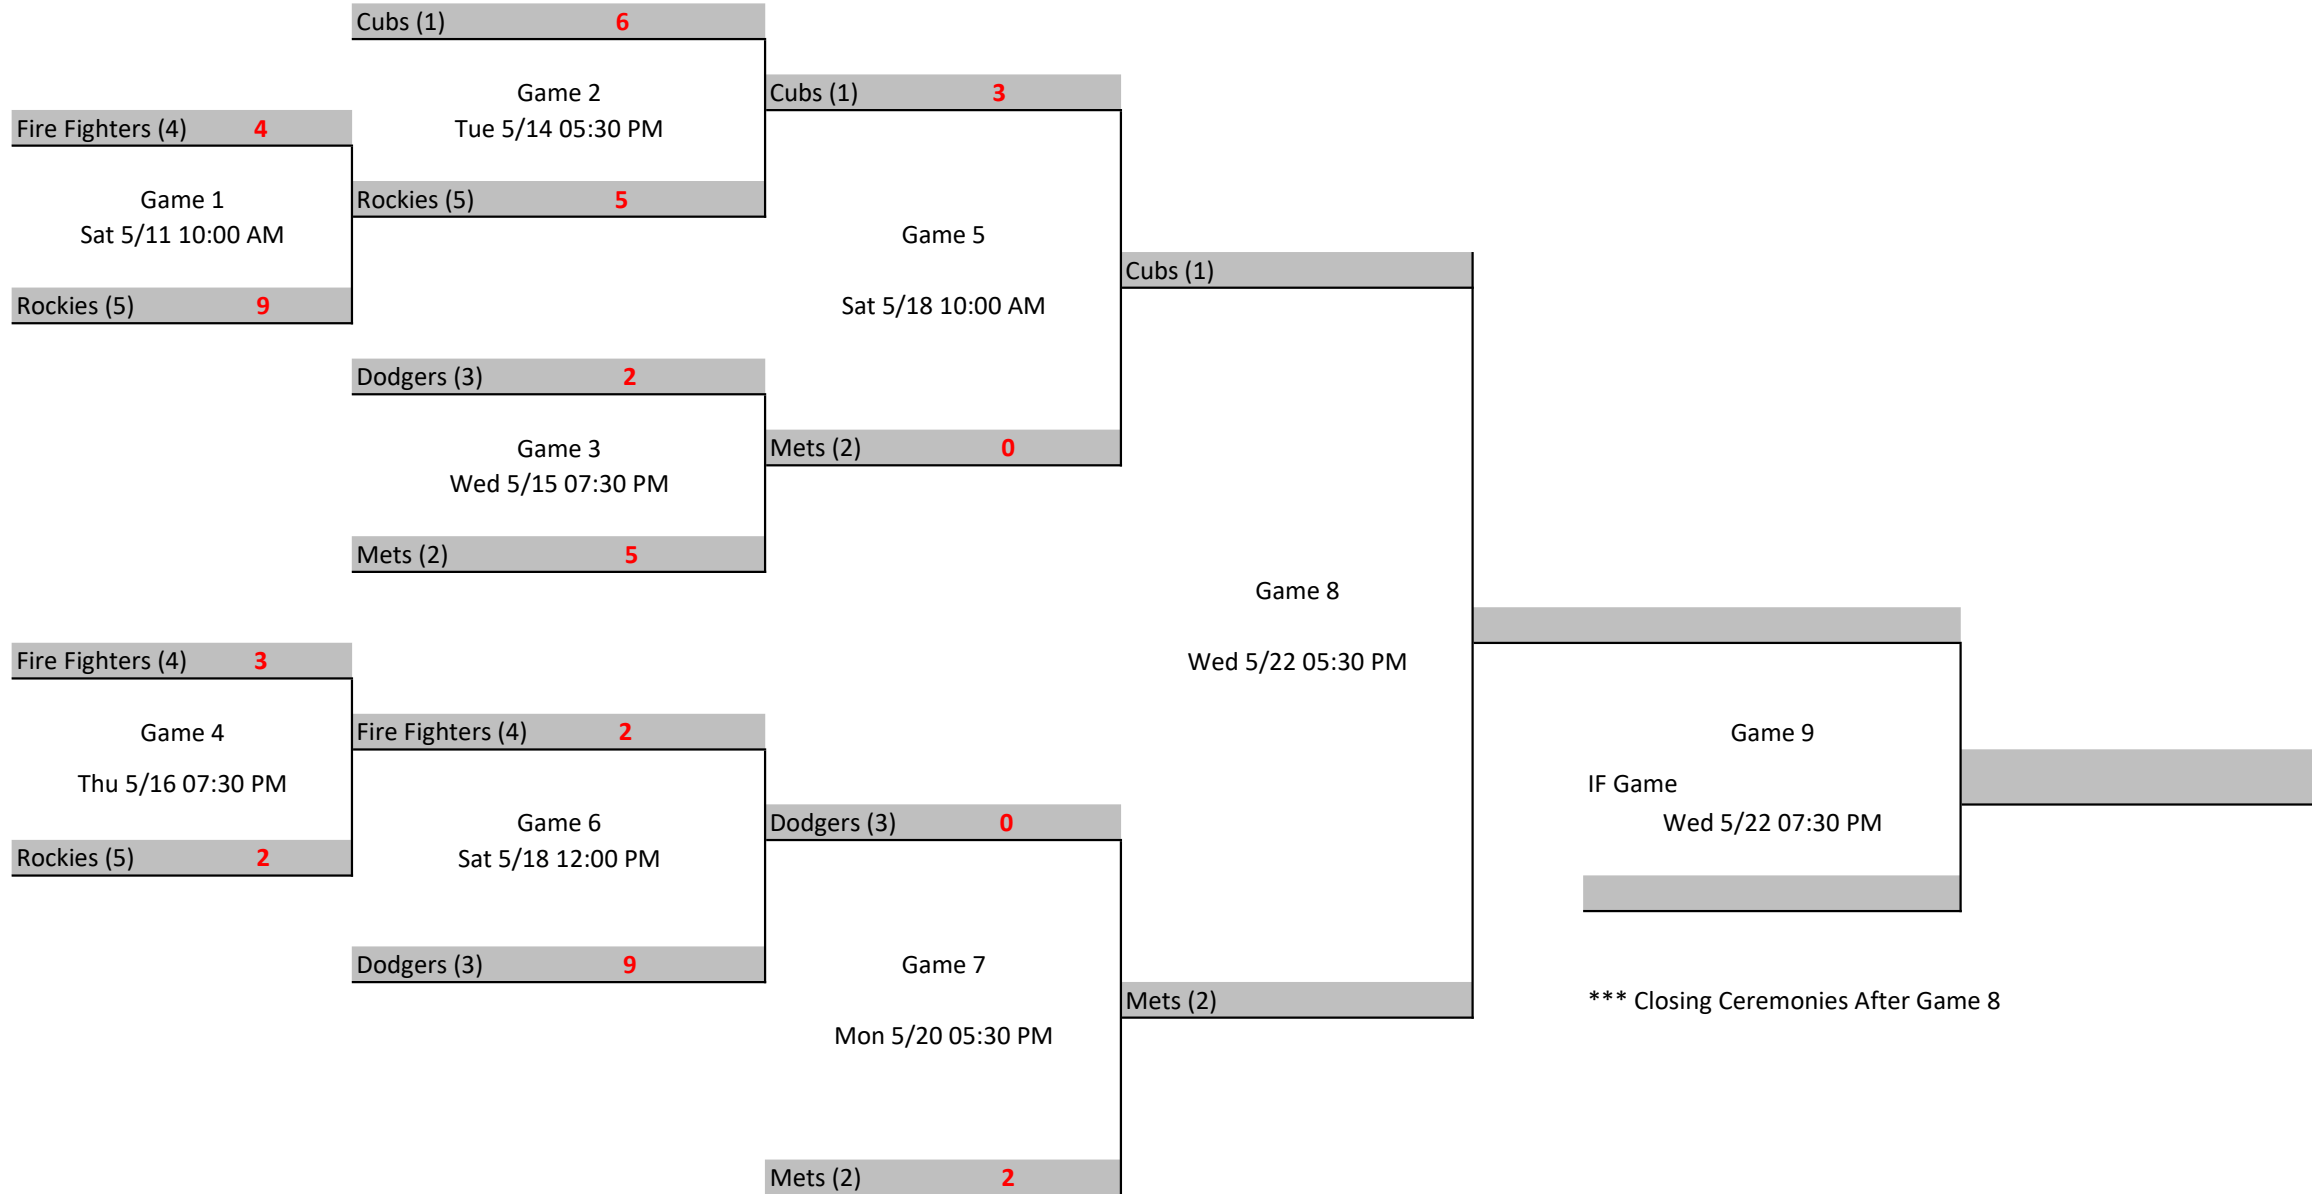 Cubs (1) 6
Game 2
Tue 5/14 05:30 PM
Cubs (1) 3
Fire Fighters (4) 4
Game 1
Sat 5/11 10:00 AM
Rockies (5) 5
Game 5
Sat 5/18 10:00 AM
Cubs (1)
Rockies (5) 9
Dodgers (3) 2
Game 3
Wed 5/15 07:30 PM
Mets (2) 0
Mets (2) 5
Game 8
Wed 5/22 05:30 PM
Fire Fighters (4) 3
Game 4
Thu 5/16 07:30 PM
Fire Fighters (4) 2
Game 9
IF Game
Wed 5/22 07:30 PM
Rockies (5) 2
Game 6
Sat 5/18 12:00 PM
Dodgers (3) 0
Dodgers (3) 9
Game 7
Mon 5/20 05:30 PM
Mets (2)
*** Closing Ceremonies After Game 8
Mets (2) 2